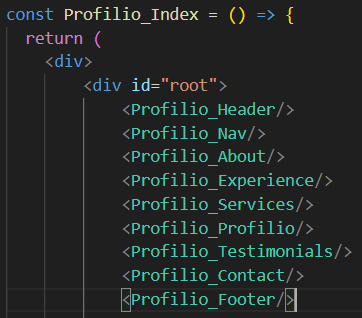 const Profilio_Index = () => {
return (
<div>
<div id="root">
<Profilio_Header/>
<Profilio_Nav/>
<Profilio_About/>
<Profilio_Experience/>
<Profilio_Services/>
<Profilio_Profilio/>
<Profilio_Testimonials/>
<Profilio_Contact/>
<Profilio_Footer/>